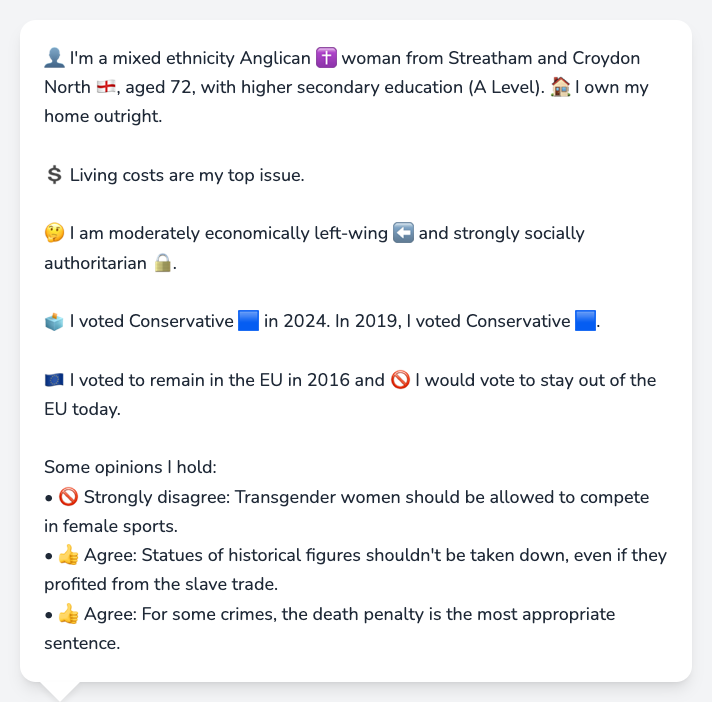 👤 I'm a mixed ethnicity Anglican ✝️ woman from Streatham and Croydon
North 🏴󠁧󠁢󠁥󠁮󠁧󠁿, aged 72, with higher secondary education (A Level). 🏠 I own my
home outright.
💲 Living costs are my top issue.
🤔 I am moderately economically left-wing ⬅️ and strongly socially
authoritarian 🔒.
🗳️ I voted Conservative 🟦 in 2024. In 2019, I voted Conservative 🟦.
🇪🇺 I voted to remain in the EU in 2016 and 🚫 I would vote to stay out of the
EU today.
Some opinions I hold:
• 🚫 Strongly disagree: Transgender women should be allowed to compete
in female sports.
• 👍 Agree: Statues of historical figures shouldn't be taken down, even if they
profited from the slave trade.
• 👍 Agree: For some crimes, the death penalty is the most appropriate
sentence.